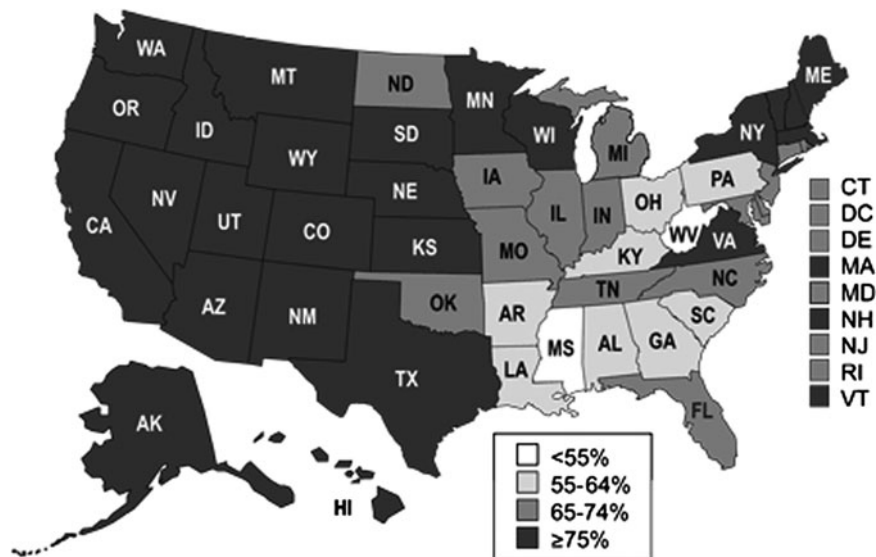 WA
MT
ND
MN
ME
OR
ID
SD
WI
NY
WY
MI
NV
NE
IA
PA
CA
UT
CO
IL
IN
OH
WV
VA
KS
MO
KY
AZ
NM
OK
TN
NC
AR
SC
TX
LA
MS
AL
GA
FL
AK
HI
CT
DC
DE
MA
MD
NH
NJ
RI
VT
<55%
55-64%
65-74%
≥75%